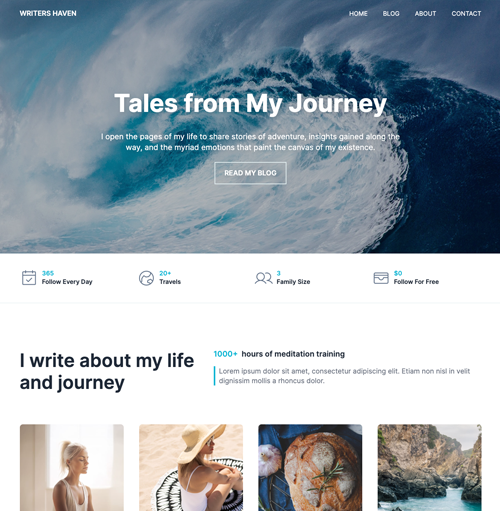 WRITERS HAVEN
HOME BLOG ABOUT CONTACT
Tales from My Journey
I open the pages of my life to share stories of adventure, insights gained along the
way, and the myriad emotions that paint the canvas of my existence.
READ MY BLOG
365
Follow Every Day
20+
Travels
3
Family Size
$0
Follow For Free
I write about my life
and journey
1000+ hours of meditation training
Lorem ipsum dolor sit amet, consectetur adipiscing elit. Etiam non nisl in velit
dignissim mollis a rhoncus dolor.